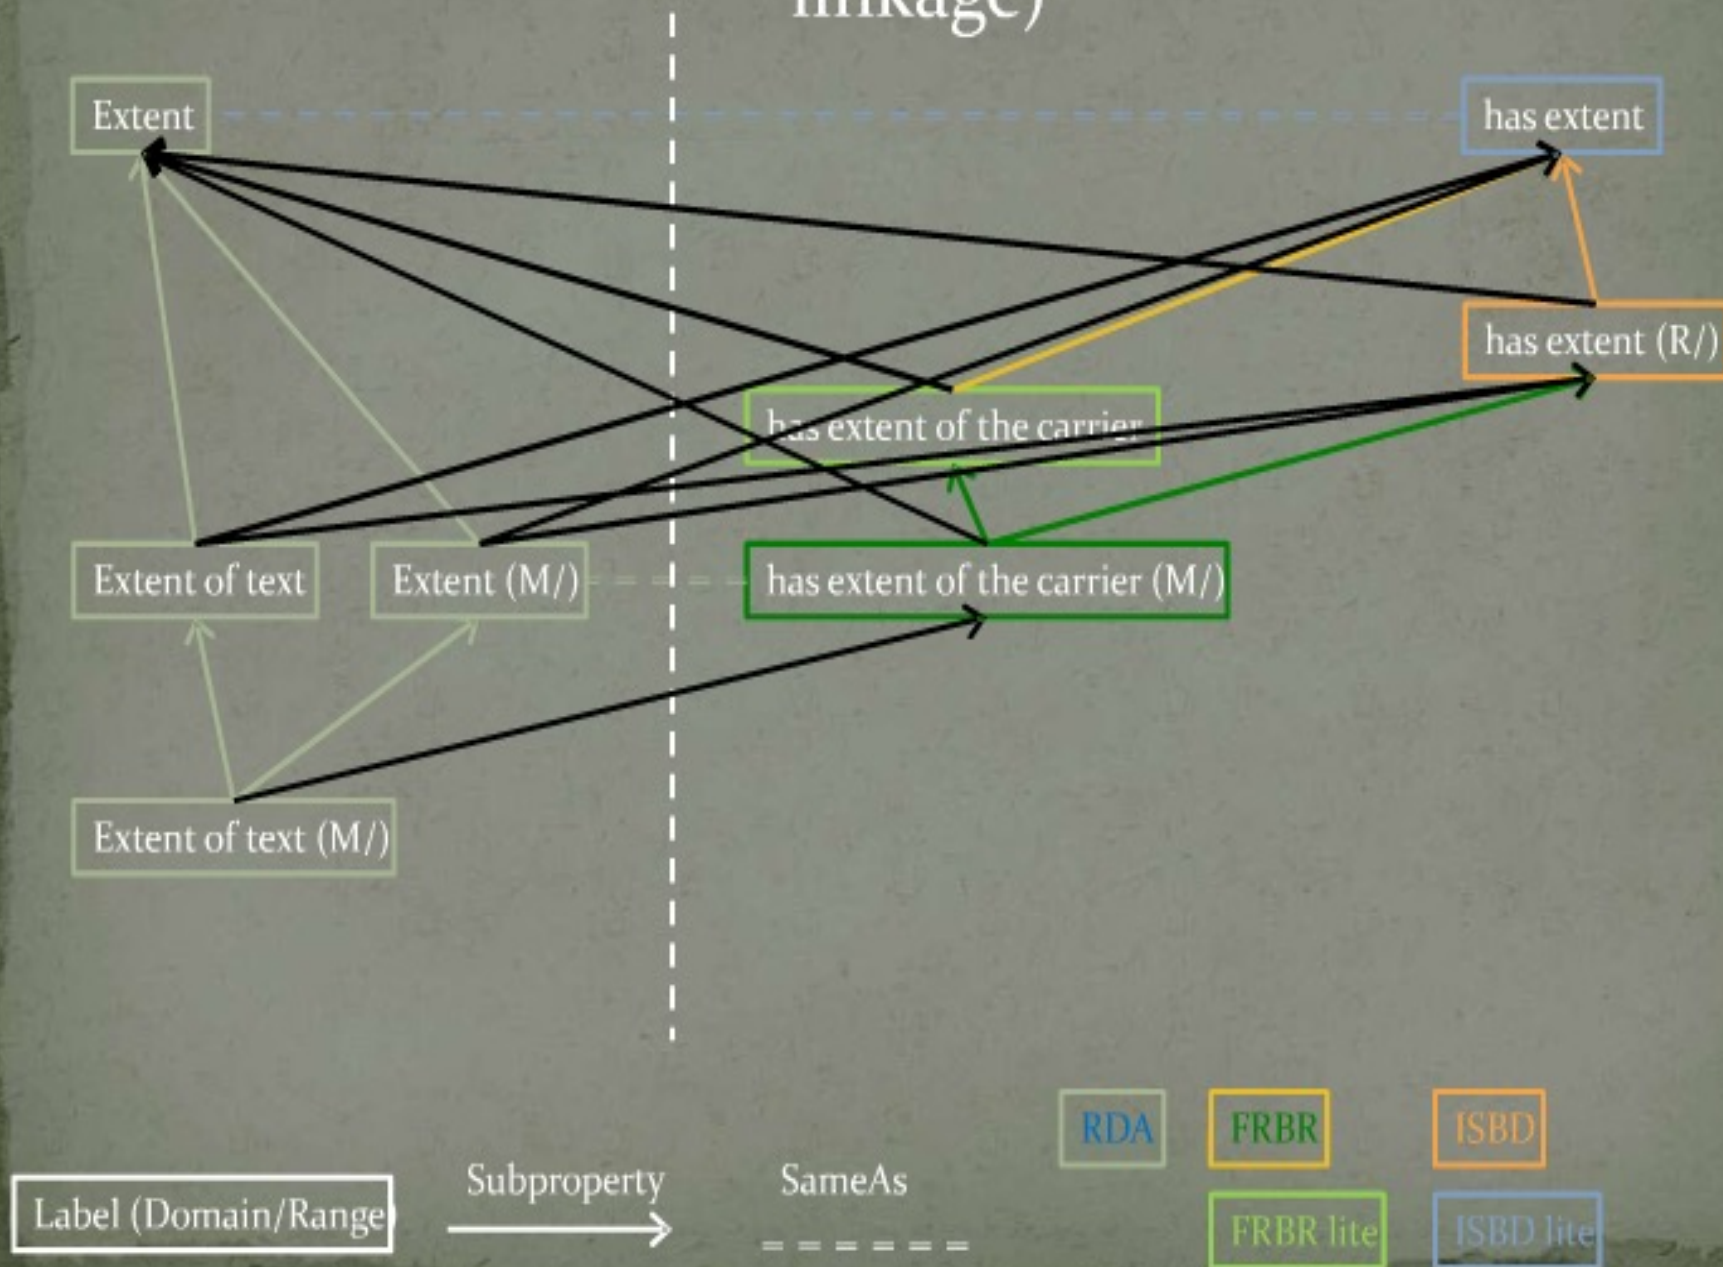 linkage)
Extent
has extent
has extent (R/)
has extent of the carrier
Extent of text
Extent (M/)
has extent of the carrier (M/)
Extent of text (M/)
RDA
FRBR
ISBD
Subproperty
SameAs
Label (Domain/Range)
FRBR lite
ISBD lite